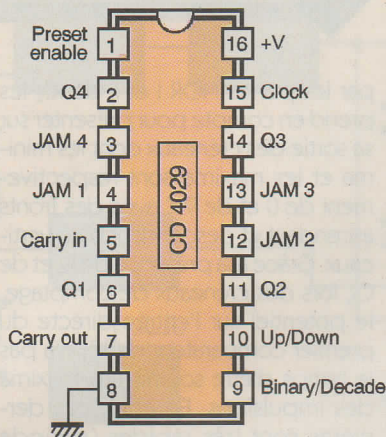 Preset
enable
1
16
+V
Q4
2
15
Clock
JAM 4
3
14
Q3
JAM 1
4
13
JAM 3
Carry in
5
12
JAM 2
Q1
6
11
Q2
Carry out
7
10
Up/Down
8
9
Binary/Decade
CD 4029